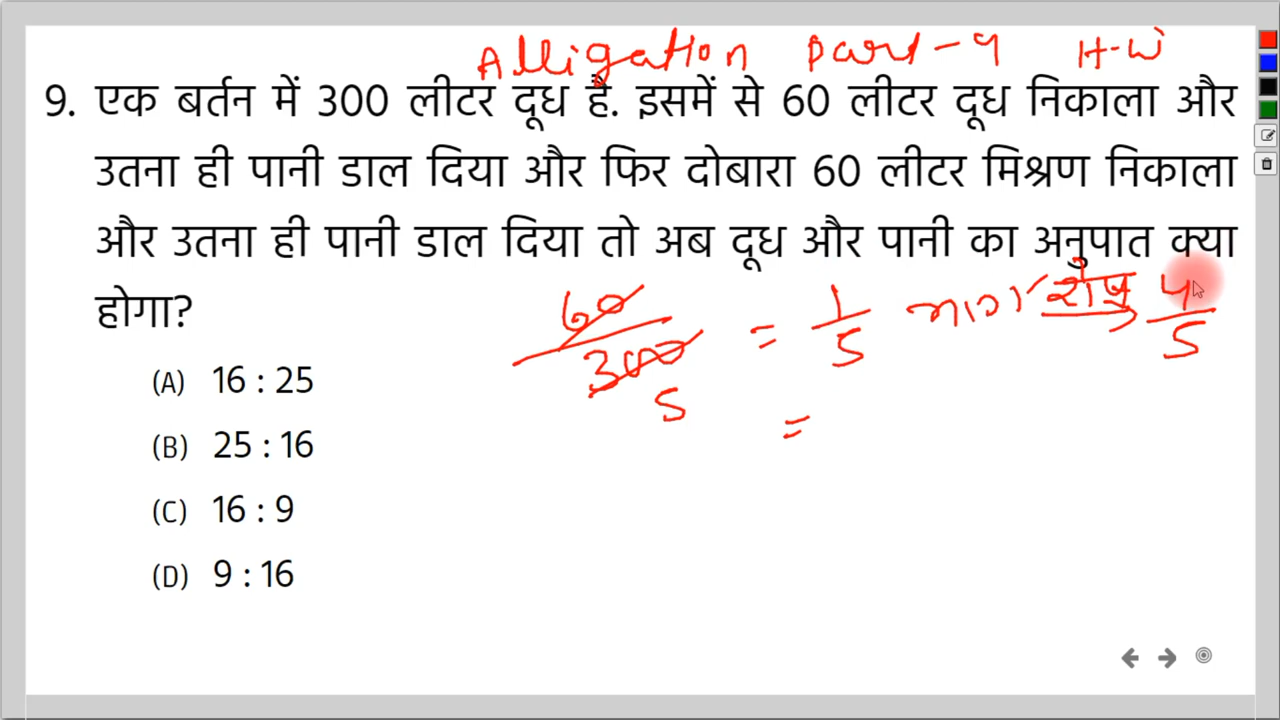 Alligation Part-4 H-W
9. एक बर्तन में 300 लीटर दूध है. इसमें से 60 लीटर दूध निकाला और
उतना ही पानी डाल दिया और फिर दोबारा 60 लीटर मिश्रण निकाला
और उतना ही पानी डाल दिया तो अब दूध और पानी का अनुपात क्या
होगा?
60/300 = 1/5 भाग शेष 4/5
5
=
(A) 16 : 25
(B) 25 : 16
(C) 16 : 9
(D) 9 : 16